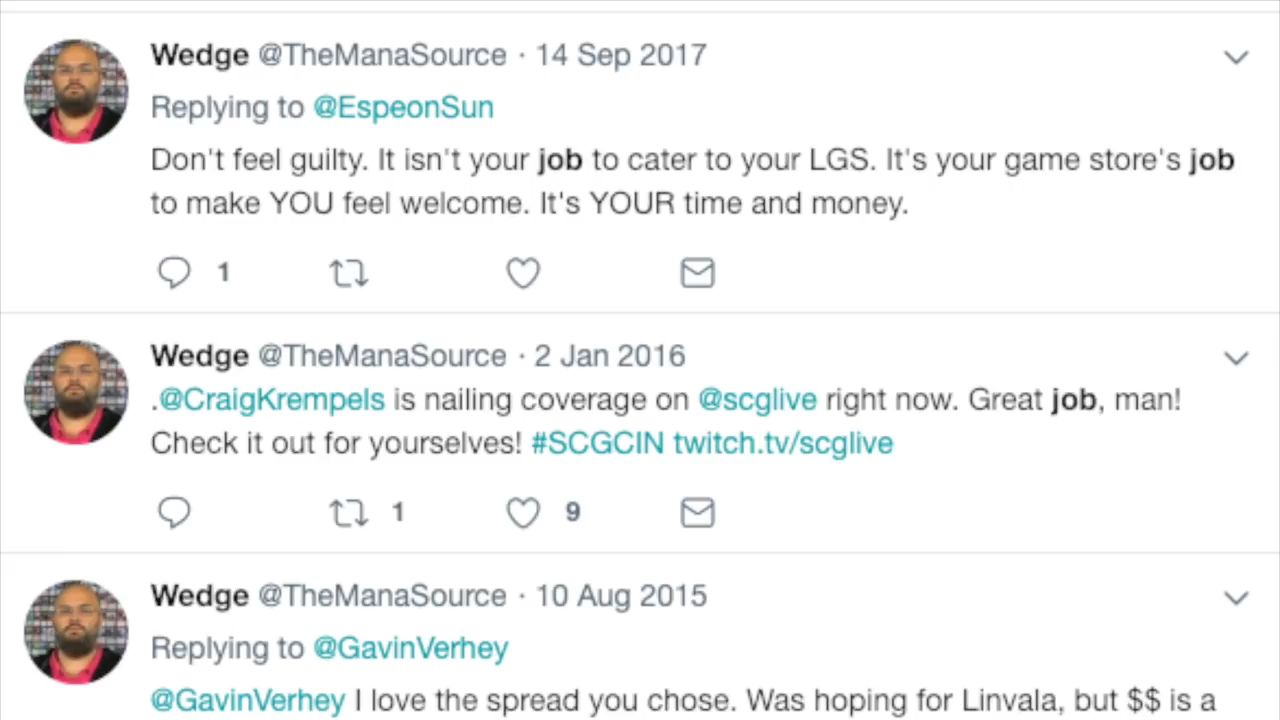 Wedge @TheManaSource · 14 Sep 2017
Replying to @EspeonSun
Don't feel guilty. It isn't your job to cater to your LGS. It's your game store's job
to make YOU feel welcome. It's YOUR time and money.
1
Wedge @TheManaSource · 2 Jan 2016
.@CraigKrempels is nailing coverage on @scglive right now. Great job, man!
Check it out for yourselves! #SCGCIN twitch.tv/scglive
1 9
Wedge @TheManaSource · 10 Aug 2015
Replying to @GavinVerhey
@GavinVerhey I love the spread you chose. Was hoping for Linvala, but $$ is a